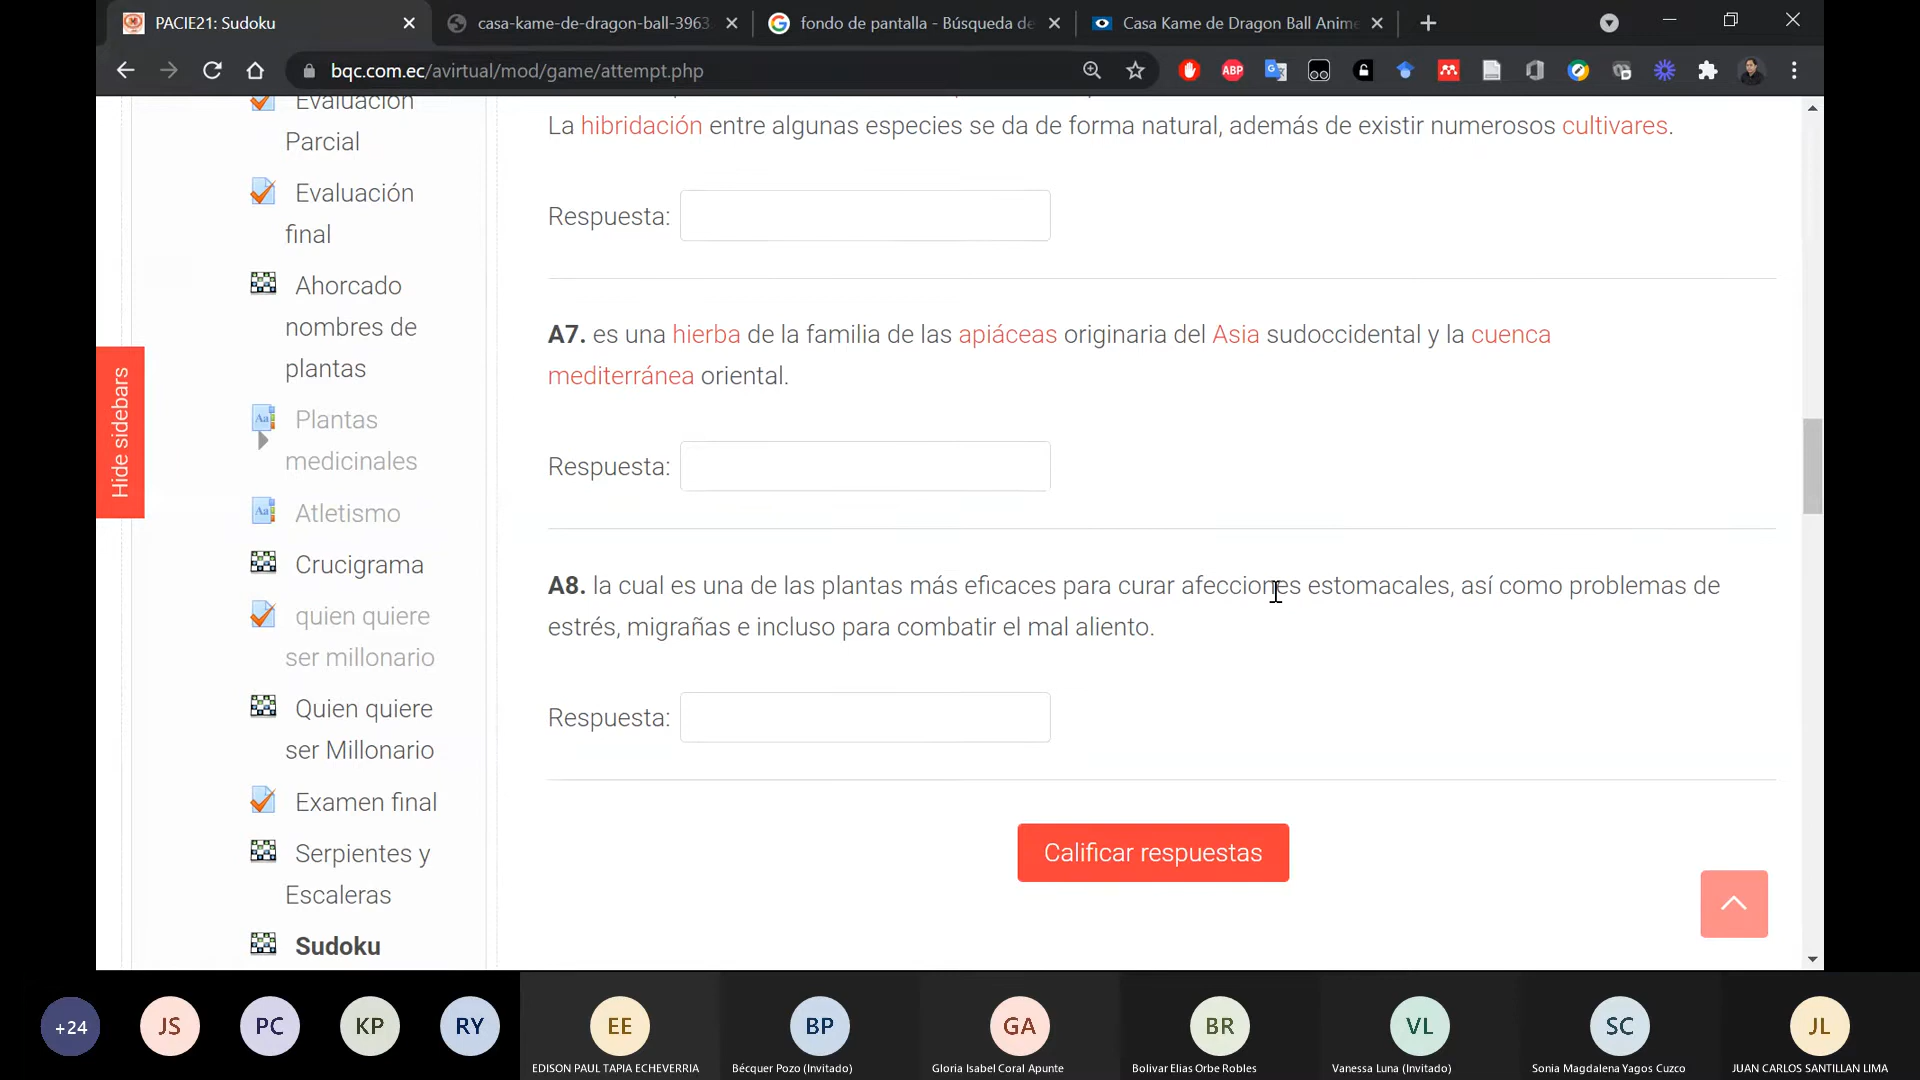 PACIE21: Sudoku
casa-kame-de-dragon-ball-3963
fondo de pantalla - Búsqueda de
Casa Kame de Dragon Ball Anime
bqc.com.ec/avirtual/mod/game/attempt.php
ABP
Evaluación
Parcial
Evaluación
final
Ahorcado
nombres de
plantas
Plantas
medicinales
Atletismo
Crucigrama
quien quiere
ser millonario
Quien quiere
ser Millonario
Examen final
Serpientes y
Escaleras
Sudoku
Hide sidebars
La hibridación entre algunas especies se da de forma natural, además de existir numerosos cultivares.
Respuesta:
A7. es una hierba de la familia de las apiáceas originaria del Asia sudoccidental y la cuenca
mediterránea oriental.
Respuesta:
A8. la cual es una de las plantas más eficaces para curar afecciones estomacales, así como problemas de
estrés, migrañas e incluso para combatir el mal aliento.
Respuesta:
Calificar respuestas
+24
JS
PC
KP
RY
EE
BP
GA
BR
VL
SC
JL
EDISON PAUL TAPIA ECHEVERRIA
Bécquer Pozo (Invitado)
Gloria Isabel Coral Apunte
Bolivar Elias Orbe Robles
Vanessa Luna (Invitado)
Sonia Magdalena Yagos Cuzco
JUAN CARLOS SANTILLAN LIMA